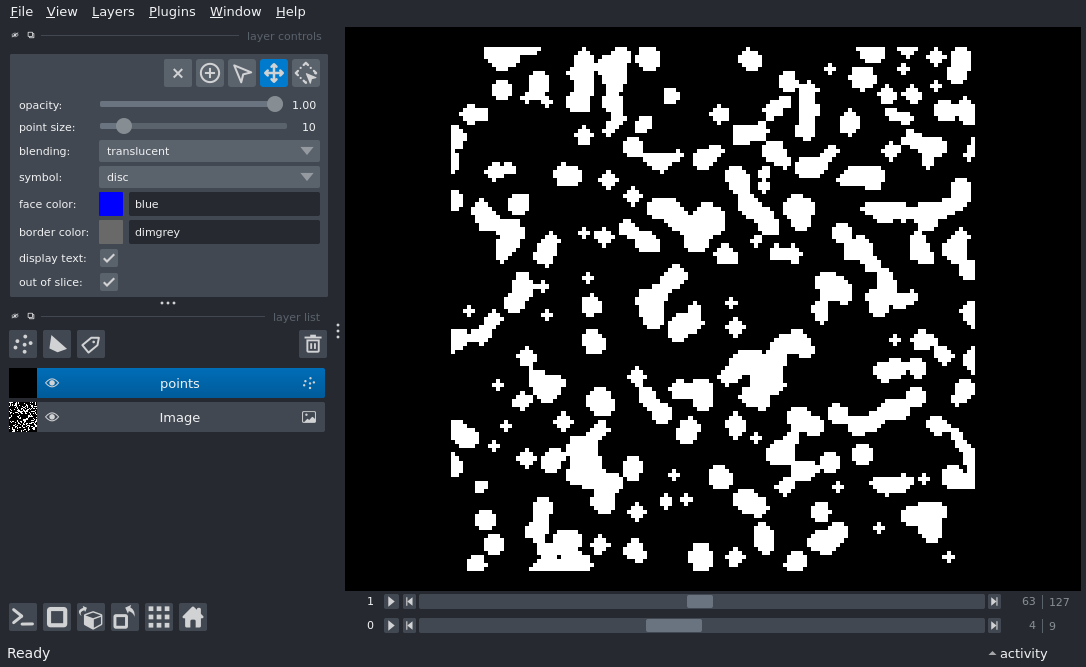 File View Layers Plugins Window Help
layer controls
opacity: 1.00
point size: 10
blending: translucent
symbol: disc
face color: blue
border color: dimgrey
display text:
out of slice:
layer list
points
Image
1 63 127
0 4 9
Ready activity